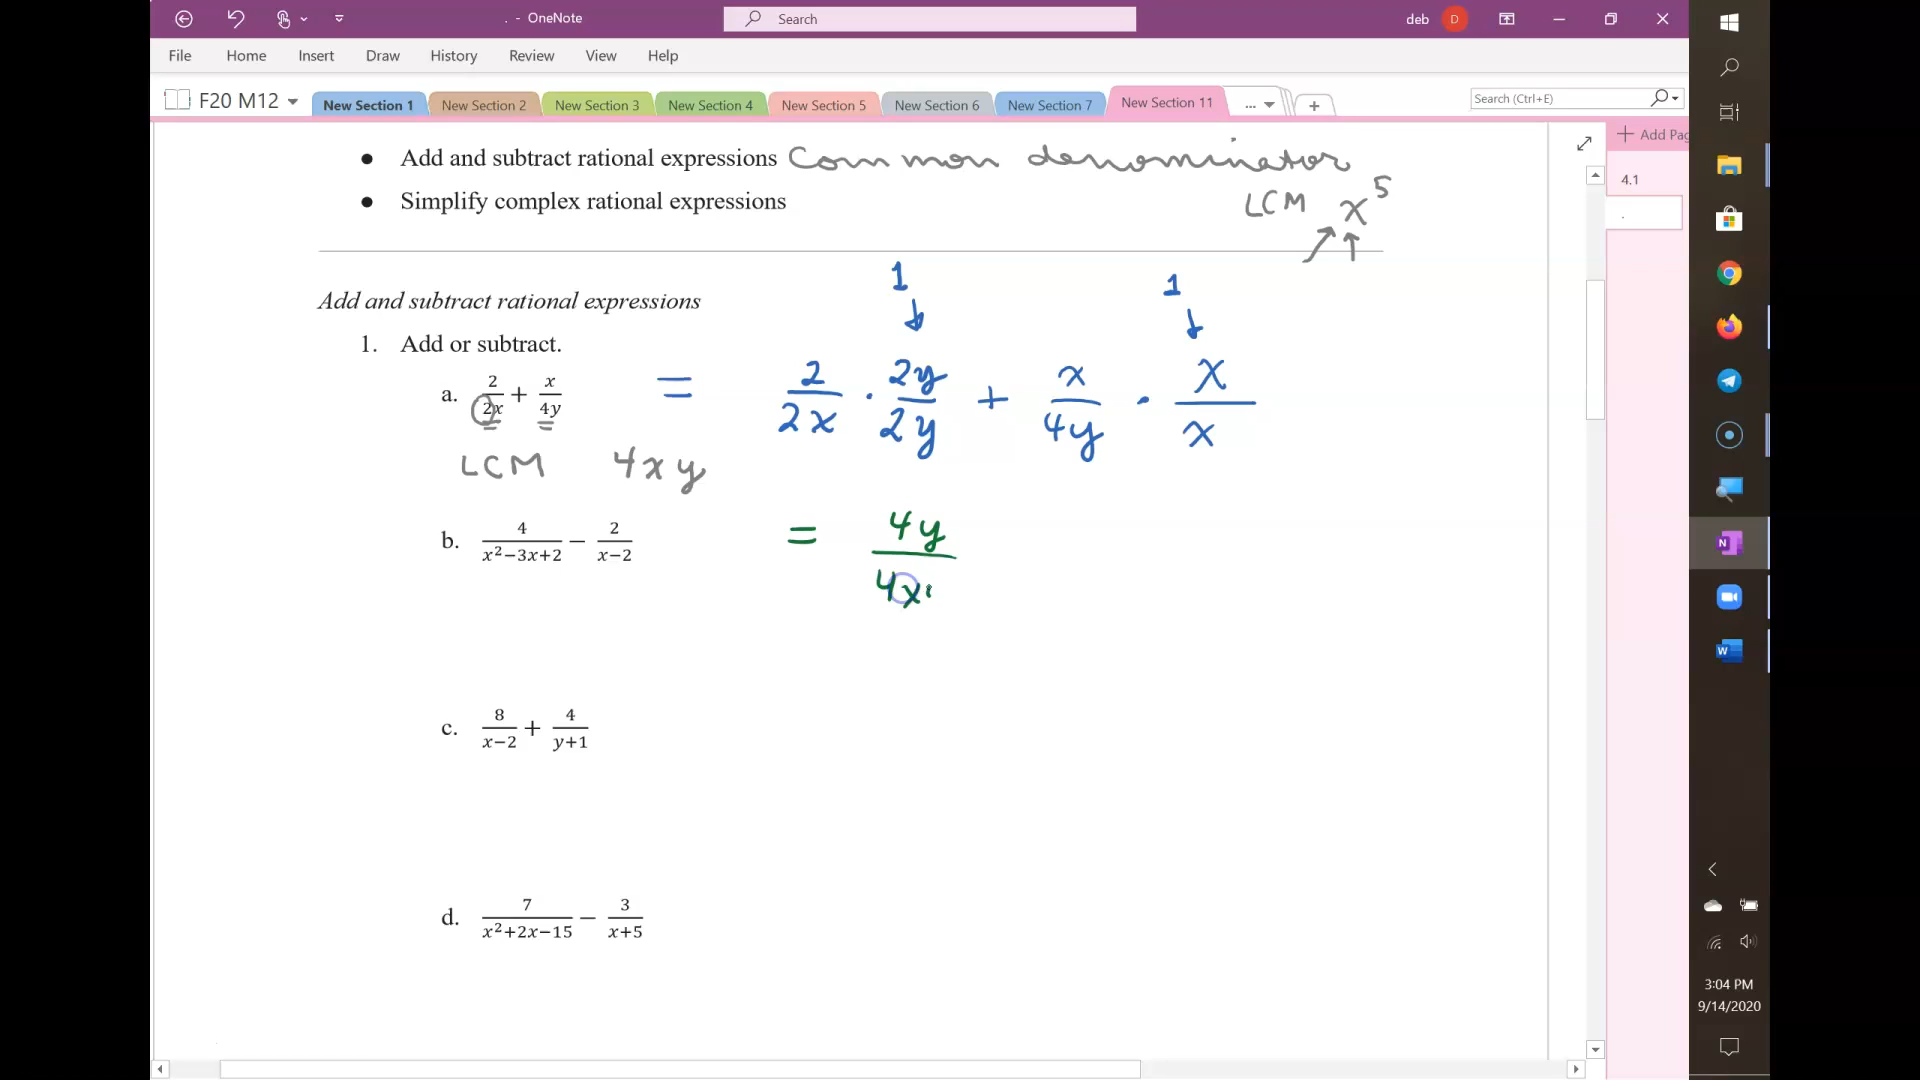 . - OneNote
Search
deb
D
File Home Insert Draw History Review View Help
F20 M12
New Section 1 New Section 2 New Section 3 New Section 4 New Section 5 New Section 6 New Section 7 New Section 11 ... +
Search (Ctrl+E)
+ Add Pag
4.1
.
• Add and subtract rational expressions Common denominator
• Simplify complex rational expressions
LCM x^5
Add and subtract rational expressions
1 1
1. Add or subtract.
a. 2/2x + x/4y = 2/2x · 2y/2y + x/4y · x/x
LCM 4xy
b. 4/(x²−3x+2) − 2/(x−2)
= 4y/4x
c. 8/(x−2) + 4/(y+1)
d. 7/(x²+2x−15) − 3/(x+5)
N
W
3:04 PM
9/14/2020